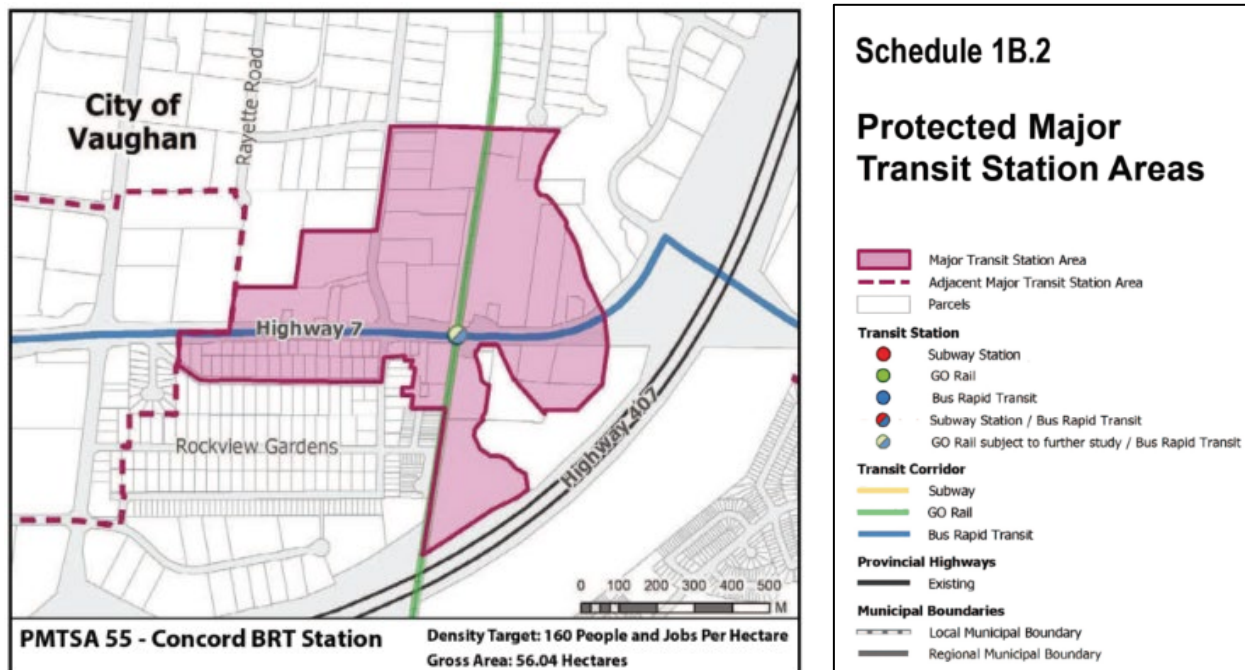 City of
Vaughan
Rayette Road
Highway 7
Rockview Gardens
Highway 407
0 100 200 300 400 500
M
PMTSA 55 - Concord BRT Station
Density Target: 160 People and Jobs Per Hectare
Gross Area: 56.04 Hectares
Schedule 1B.2
Protected Major
Transit Station Areas
Major Transit Station Area
Adjacent Major Transit Station Area
Parcels
Transit Station
Subway Station
GO Rail
Bus Rapid Transit
Subway Station / Bus Rapid Transit
GO Rail subject to further study / Bus Rapid Transit
Transit Corridor
Subway
GO Rail
Bus Rapid Transit
Provincial Highways
Existing
Municipal Boundaries
Local Municipal Boundary
Regional Municipal Boundary